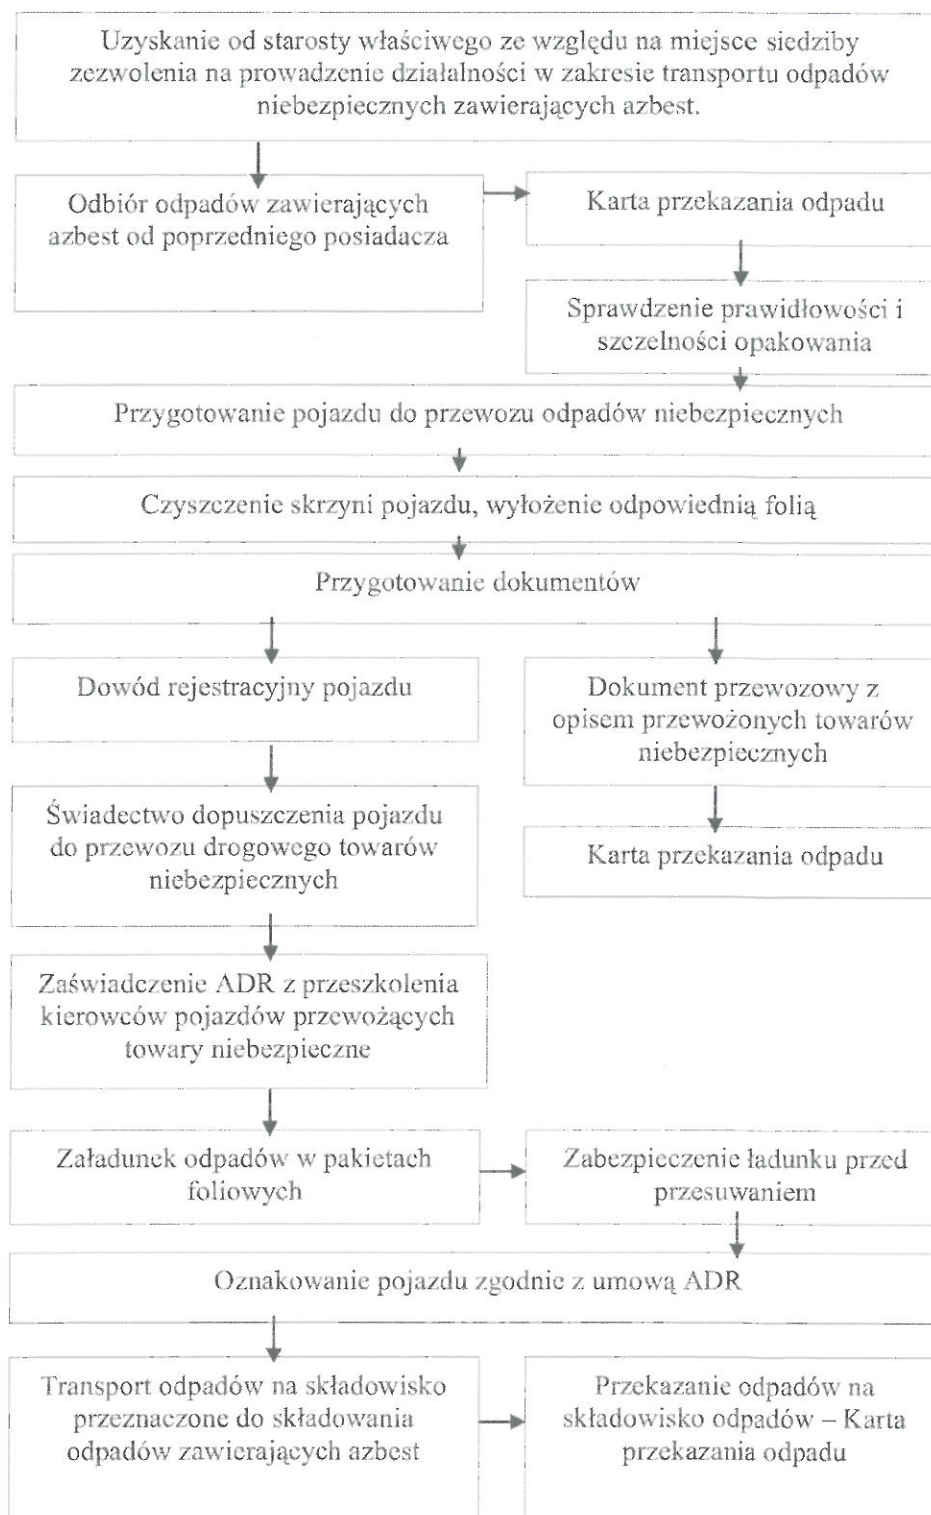 Uzyskanie od starosty właściwego ze względu na miejsce siedziby
zezwolenia na prowadzenie działalności w zakresie transportu odpadów
niebezpiecznych zawierających azbest.
Odbiór odpadów zawierających
azbest od poprzedniego posiadacza
Karta przekazania odpadu
Sprawdzenie prawidłowości i
szczelności opakowania
Przygotowanie pojazdu do przewozu odpadów niebezpiecznych
Czyszczenie skrzyni pojazdu, wyłożenie odpowiednią folią
Przygotowanie dokumentów
Dowód rejestracyjny pojazdu
Świadectwo dopuszczenia pojazdu
do przewozu drogowego towarów
niebezpiecznych
Zaświadczenie ADR z przeszkolenia
kierowców pojazdów przewożących
towary niebezpieczne
Dokument przewozowy z
opisem przewożonych towarów
niebezpiecznych
Karta przekazania odpadu
Załadunek odpadów w pakietach
foliowych
Zabezpieczenie ładunku przed
przesuwaniem
Oznakowanie pojazdu zgodnie z umową ADR
Transport odpadów na składowisko
przeznaczone do składowania
odpadów zawierających azbest
Przekazanie odpadów na
składowisko odpadów – Karta
przekazania odpadu